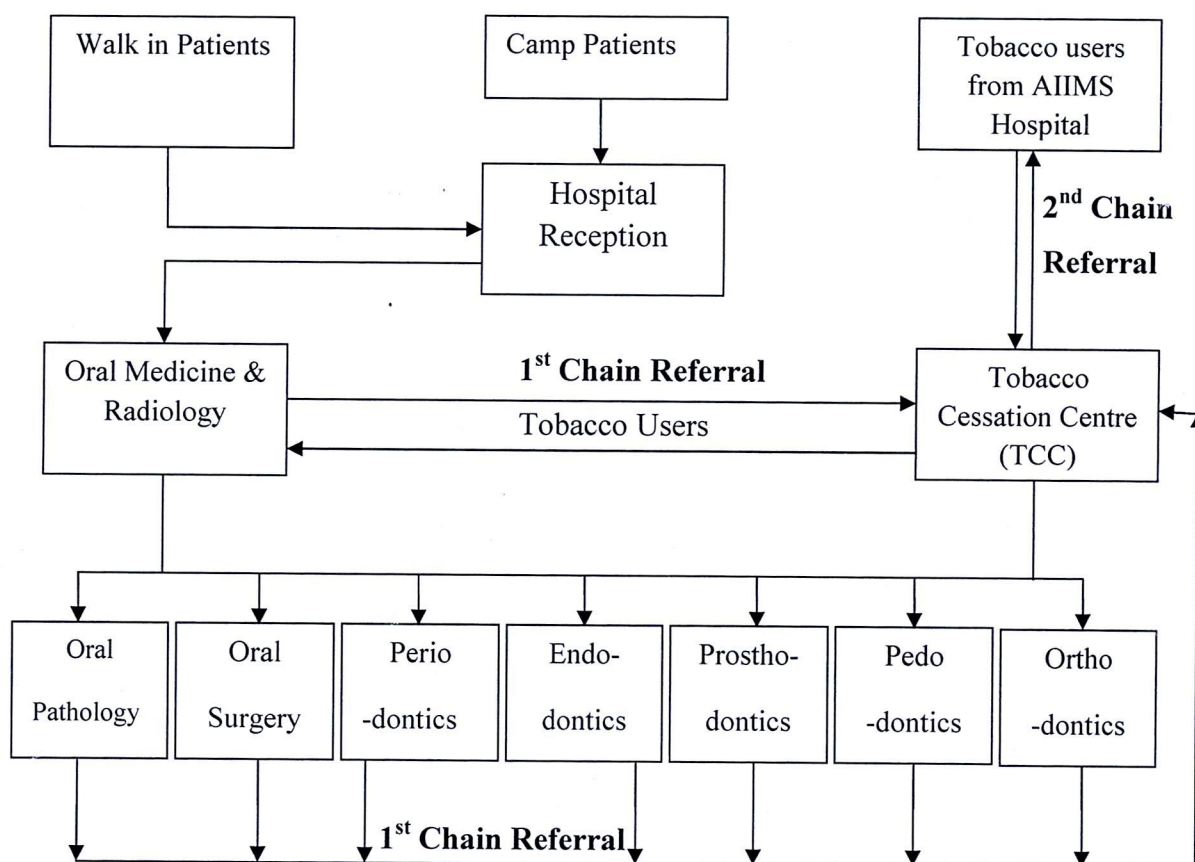 Walk in Patients
Camp Patients
Tobacco users
from AIIMS
Hospital
Hospital
Reception
2nd Chain
Referral
Oral Medicine &
Radiology
1st Chain Referral
Tobacco Users
Tobacco
Cessation Centre
(TCC)
Oral
Pathology
Oral
Surgery
Perio
-dontics
Endo-
dontics
Prostho-
dontics
Pedo
-dontics
Ortho
-dontics
1st Chain Referral